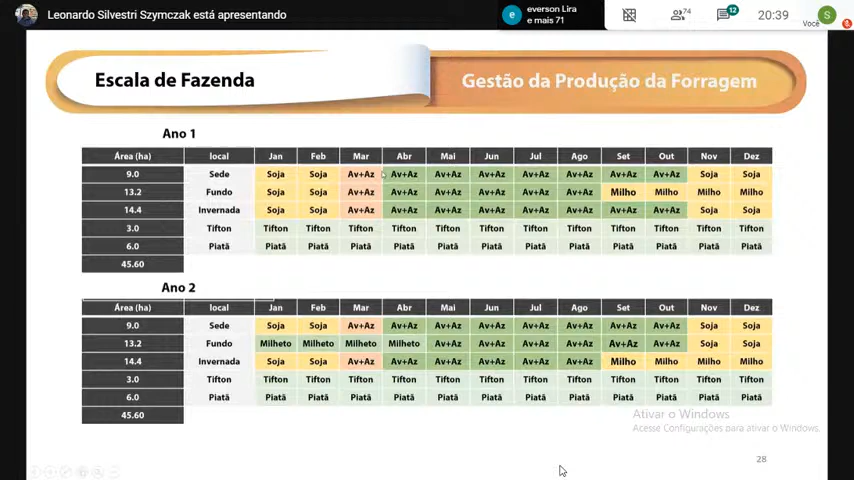 Leonardo Silvestri Szymczak está apresentando
everson Lira
e mais 71
e
74
12
20:39
Você
S
Escala de Fazenda
Gestão da Produção da Forragem
Ano 1
Área (ha) local Jan Feb Mar Abr Mai Jun Jul Ago Set Out Nov Dez
9.0 Sede Soja Soja Av+Az Av+Az Av+Az Av+Az Av+Az Av+Az Av+Az Av+Az Soja Soja
13.2 Fundo Soja Soja Av+Az Av+Az Av+Az Av+Az Av+Az Av+Az Milho Milho Milho Milho
14.4 Invernada Soja Soja Av+Az Av+Az Av+Az Av+Az Av+Az Av+Az Av+Az Av+Az Soja Soja
3.0 Tifton Tifton Tifton Tifton Tifton Tifton Tifton Tifton Tifton Tifton Tifton Tifton Tifton
6.0 Piatã Piatã Piatã Piatã Piatã Piatã Piatã Piatã Piatã Piatã Piatã Piatã Piatã
45.60
Ano 2
Área (ha) local Jan Feb Mar Abr Mai Jun Jul Ago Set Out Nov Dez
9.0 Sede Soja Soja Av+Az Av+Az Av+Az Av+Az Av+Az Av+Az Av+Az Av+Az Soja Soja
13.2 Fundo Milheto Milheto Milheto Milheto Av+Az Av+Az Av+Az Av+Az Av+Az Av+Az Soja Soja
14.4 Invernada Soja Soja Av+Az Av+Az Av+Az Av+Az Av+Az Av+Az Milho Milho Milho Milho
3.0 Tifton Tifton Tifton Tifton Tifton Tifton Tifton Tifton Tifton Tifton Tifton Tifton Tifton
6.0 Piatã Piatã Piatã Piatã Piatã Piatã Piatã Piatã Piatã Piatã Piatã Piatã Piatã
45.60
Ativar o Windows
Acesse Configurações para ativar o Windows.
28